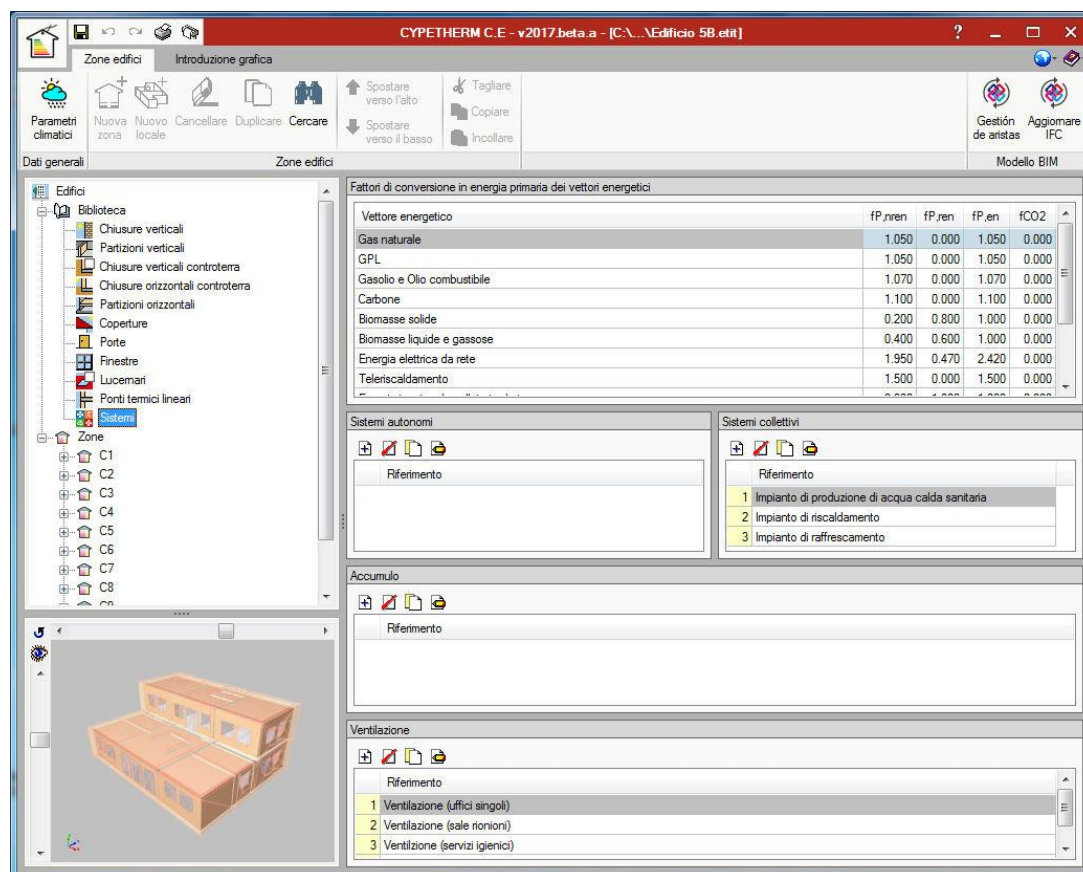 CYPETHERM C.E - v2017.beta.a - [C:\...\Edificio 5B.etit]
?
Zone edifici
Introduzione grafica
Parametri climatici
Nuova zona
Nuovo locale
Cancellare
Duplicare
Cercare
Spostare verso l'alto
Spostare verso il basso
Tagliare
Copiare
Incollare
Gestión de aristas
Aggiornare IFC
Dati generali
Zone edifici
Modello BIM
Edifici
Biblioteca
Chiusure verticali
Partizioni verticali
Chiusure verticali controterra
Chiusure orizzontali controterra
Partizioni orizzontali
Coperture
Porte
Finestre
Lucernari
Ponti termici lineari
Sistemi
Zone
C1
C2
C3
C4
C5
C6
C7
C8
Fattori di conversione in energia primaria dei vettori energetici
Vettore energetico fP,nren fP,ren fP,en fCO2
Gas naturale 1.050 0.000 1.050 0.000
GPL 1.050 0.000 1.050 0.000
Gasolio e Olio combustibile 1.070 0.000 1.070 0.000
Carbone 1.100 0.000 1.100 0.000
Biomasse solide 0.200 0.800 1.000 0.000
Biomasse liquide e gassose 0.400 0.600 1.000 0.000
Energia elettrica da rete 1.950 0.470 2.420 0.000
Teleriscaldamento 1.500 0.000 1.500 0.000
Sistemi autonomi
Riferimento
Sistemi collettivi
Riferimento
1 Impianto di produzione di acqua calda sanitaria
2 Impianto di riscaldamento
3 Impianto di raffrescamento
Accumulo
Riferimento
Ventilazione
Riferimento
1 Ventilazione (uffici singoli)
2 Ventilazione (sale rionioni)
3 Ventilzione (servizi igienici)